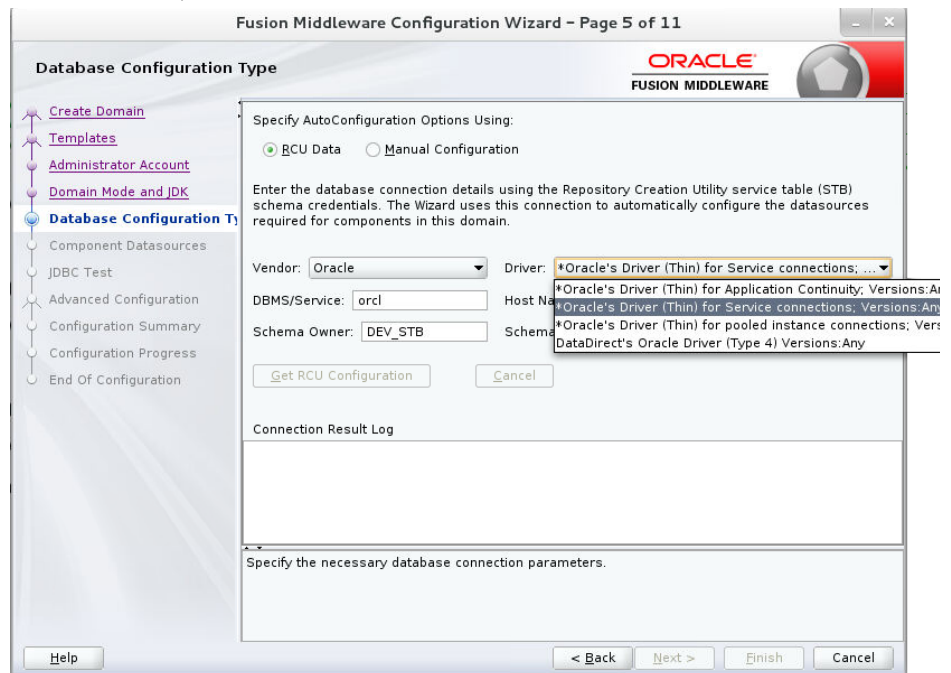 Fusion Middleware Configuration Wizard – Page 5 of 11
Database Configuration Type
ORACLE
FUSION MIDDLEWARE
Create Domain
Templates
Administrator Account
Domain Mode and JDK
Database Configuration Ty
Component Datasources
JDBC Test
Advanced Configuration
Configuration Summary
Configuration Progress
End Of Configuration
Specify AutoConfiguration Options Using:
RCU Data Manual Configuration
Enter the database connection details using the Repository Creation Utility service table (STB)
schema credentials. The Wizard uses this connection to automatically configure the datasources
required for components in this domain.
Vendor: Oracle Driver: *Oracle's Driver (Thin) for Service connections; ...
DBMS/Service: orcl Host Na
Schema Owner: DEV_STB Schema
*Oracle's Driver (Thin) for Application Continuity; Versions:An
*Oracle's Driver (Thin) for Service connections; Versions:Any
*Oracle's Driver (Thin) for pooled instance connections; Vers
DataDirect's Oracle Driver (Type 4) Versions:Any
Get RCU Configuration Cancel
Connection Result Log
Specify the necessary database connection parameters.
Help < Back Next > Finish Cancel